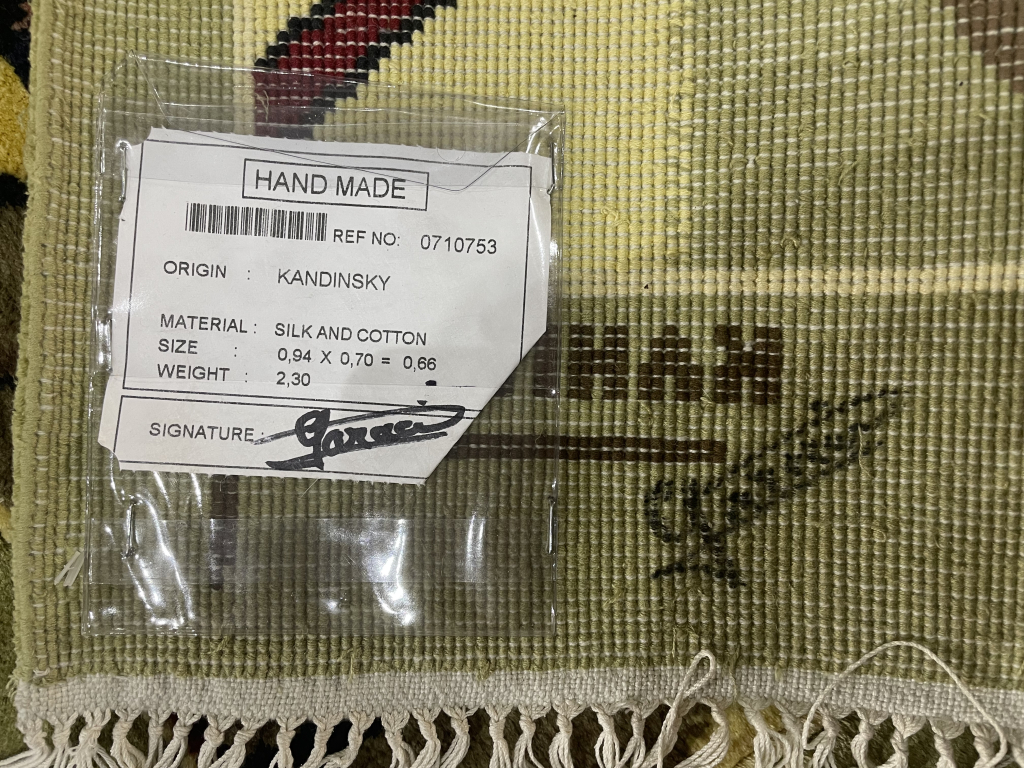 HAND MADE
REF NO: 0710753
ORIGIN : KANDINSKY
MATERIAL : SILK AND COTTON
SIZE : 0,94 X 0,70 = 0,66
WEIGHT : 2,30
SIGNATURE :